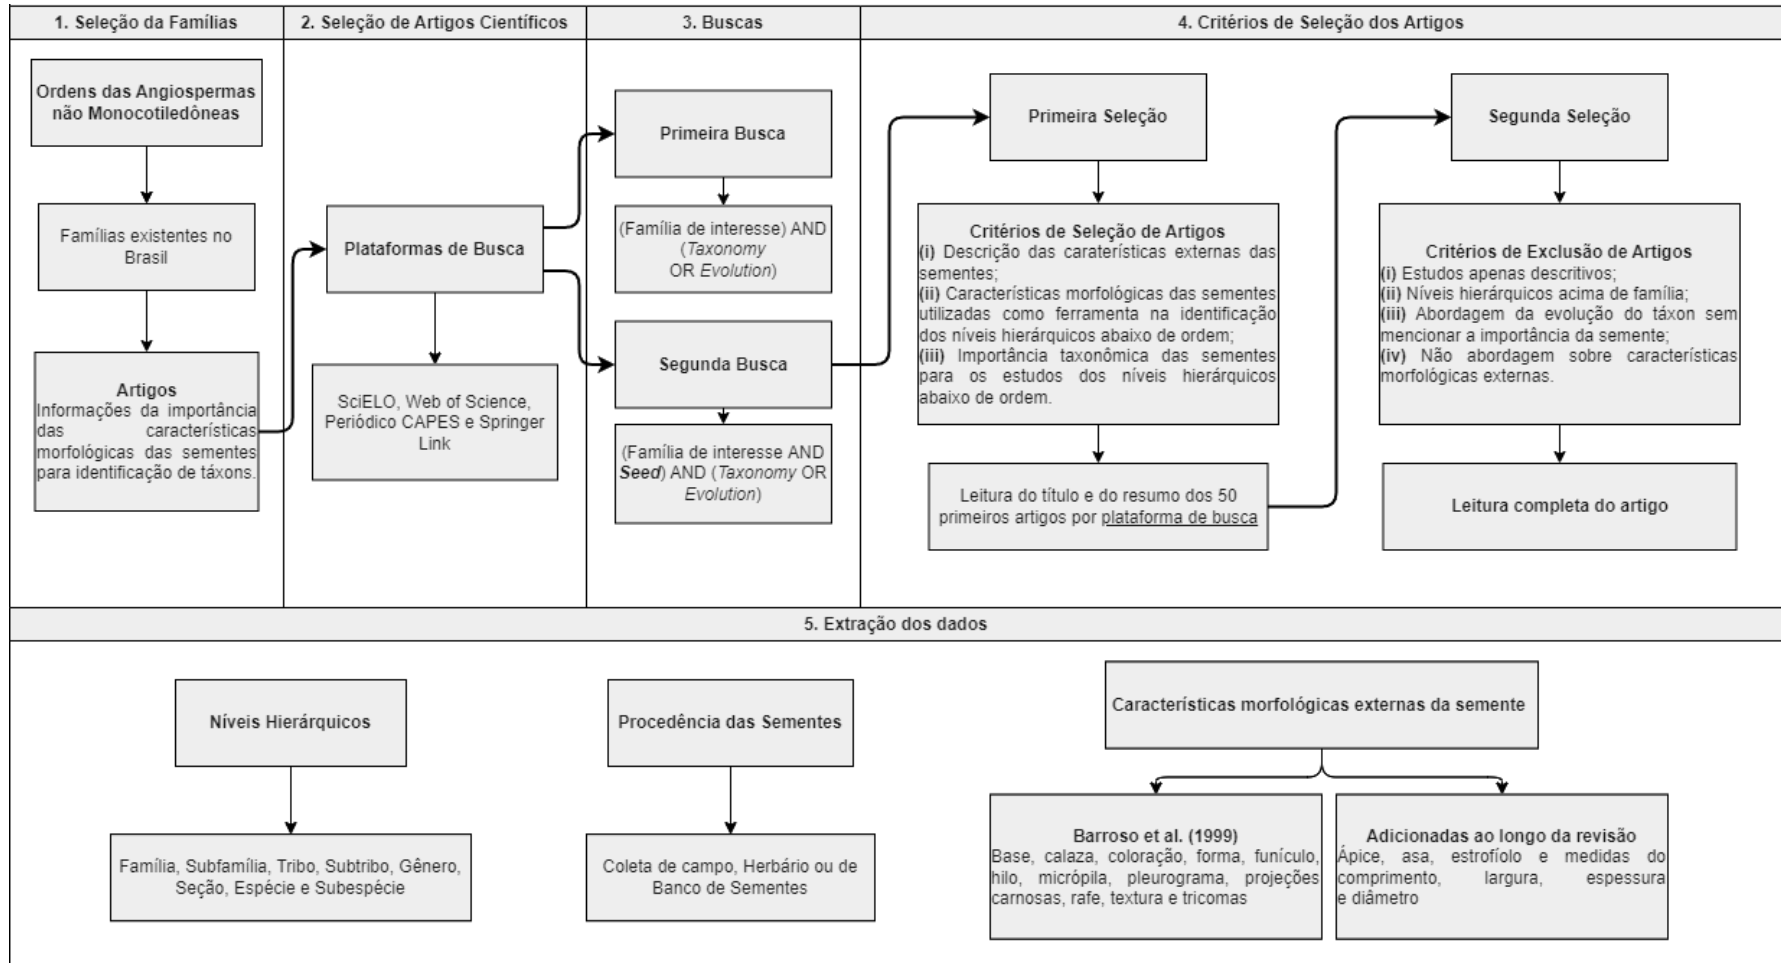 1. Seleção da Famílias
2. Seleção de Artigos Científicos
3. Buscas
4. Critérios de Seleção dos Artigos
Ordens das Angiospermas
não Monocotiledôneas
Famílias existentes no
Brasil
Artigos
Informações da importância
das características
morfológicas das sementes
para identificação de táxons.
Plataformas de Busca
SciELO, Web of Science,
Periódico CAPES e Springer
Link
Primeira Busca
(Família de interesse) AND
(Taxonomy
OR Evolution)
Segunda Busca
(Família de interesse AND
Seed) AND (Taxonomy OR
Evolution)
Primeira Seleção
Critérios de Seleção de Artigos
(i) Descrição das caraterísticas externas das
sementes;
(ii) Características morfológicas das sementes
utilizadas como ferramenta na identificação
dos níveis hierárquicos abaixo de ordem;
(iii) Importância taxonômica das sementes
para os estudos dos níveis hierárquicos
abaixo de ordem.
Leitura do título e do resumo dos 50
primeiros artigos por plataforma de busca
Segunda Seleção
Critérios de Exclusão de Artigos
(i) Estudos apenas descritivos;
(ii) Níveis hierárquicos acima de família;
(iii) Abordagem da evolução do táxon sem
mencionar a importância da semente;
(iv) Não abordagem sobre características
morfológicas externas.
Leitura completa do artigo
5. Extração dos dados
Níveis Hierárquicos
Família, Subfamília, Tribo, Subtribo, Gênero,
Seção, Espécie e Subespécie
Procedência das Sementes
Coleta de campo, Herbário ou de
Banco de Sementes
Características morfológicas externas da semente
Barroso et al. (1999)
Base, calaza, coloração, forma, funículo,
hilo, micrópila, pleurograma, projeções
carnosas, rafe, textura e tricomas
Adicionadas ao longo da revisão
Ápice, asa, estrofíolo e medidas do
comprimento, largura, espessura
e diâmetro